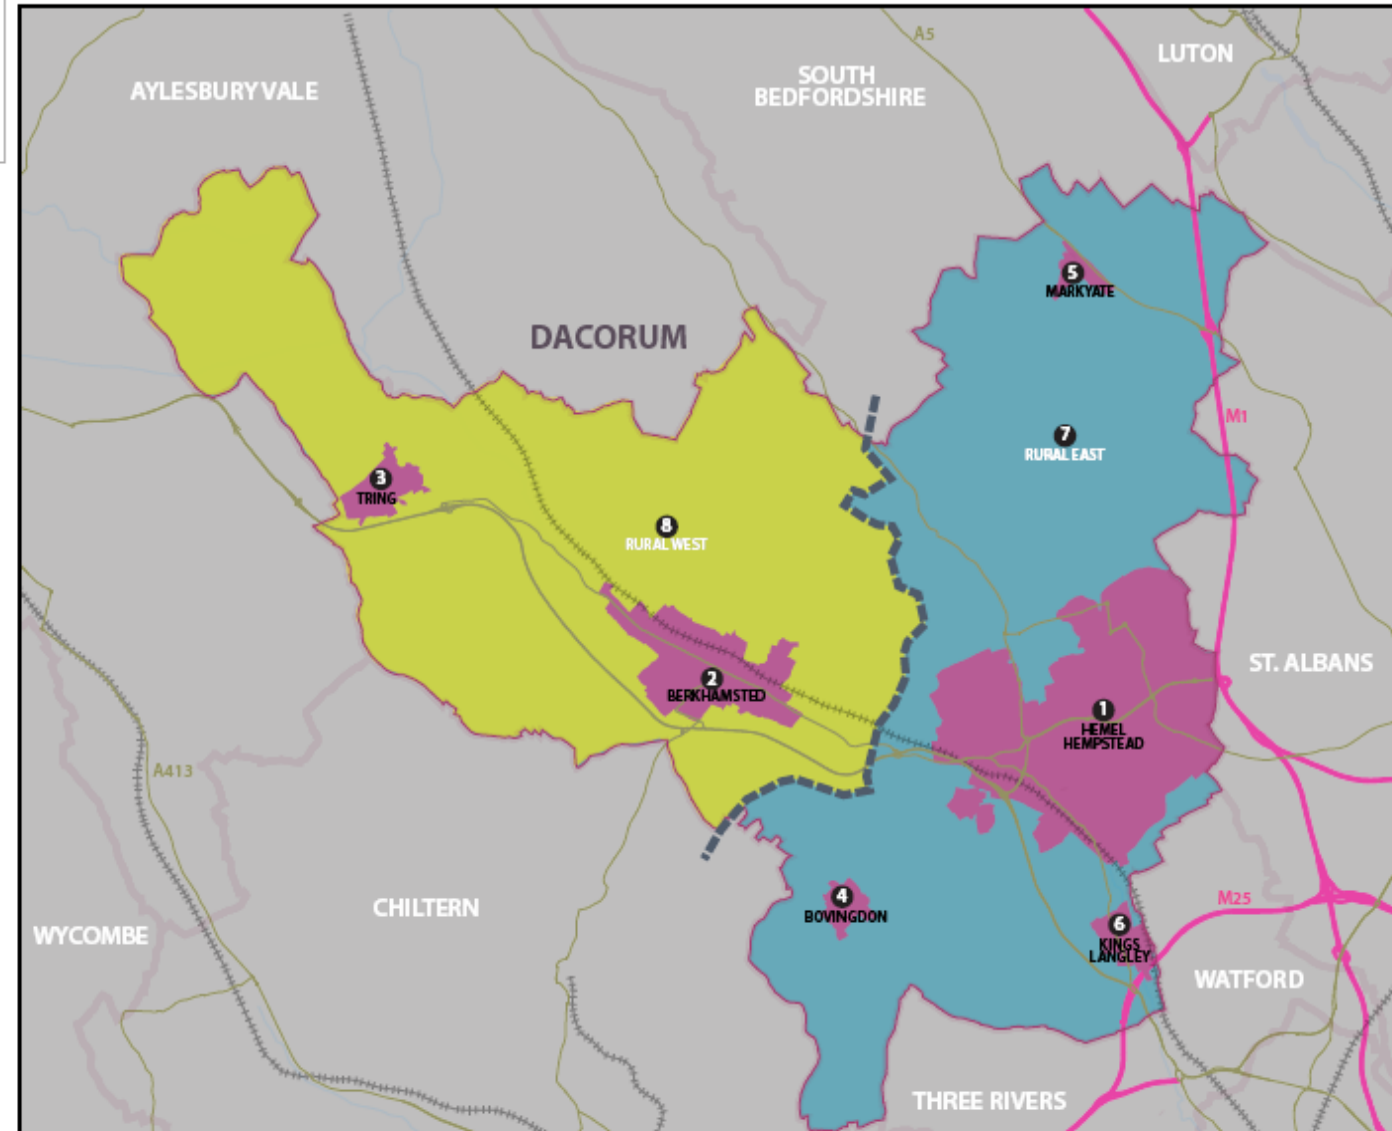 A5
LUTON
SOUTH
BEDFORDSHIRE
AYLESBURY VALE
5
MARKYATE
DACORUM
M1
7
RURAL EAST
3
TRING
8
RURAL WEST
ST. ALBANS
2
BERKHAMSTED
1
HEMEL
HEMPSTEAD
A413
4
BOVINGDON
CHILTERN
M25
6
KINGS
LANGLEY
WYCOMBE
WATFORD
THREE RIVERS